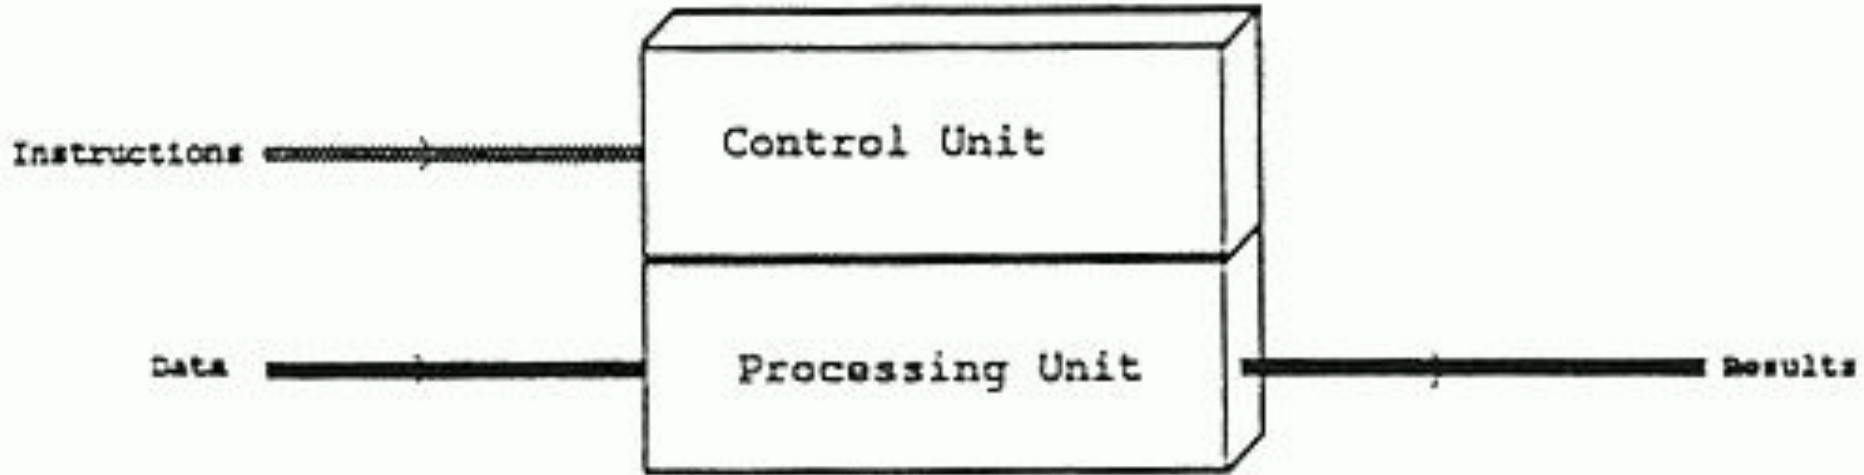 Control Unit
Instructions
Data
Processing Unit
Results